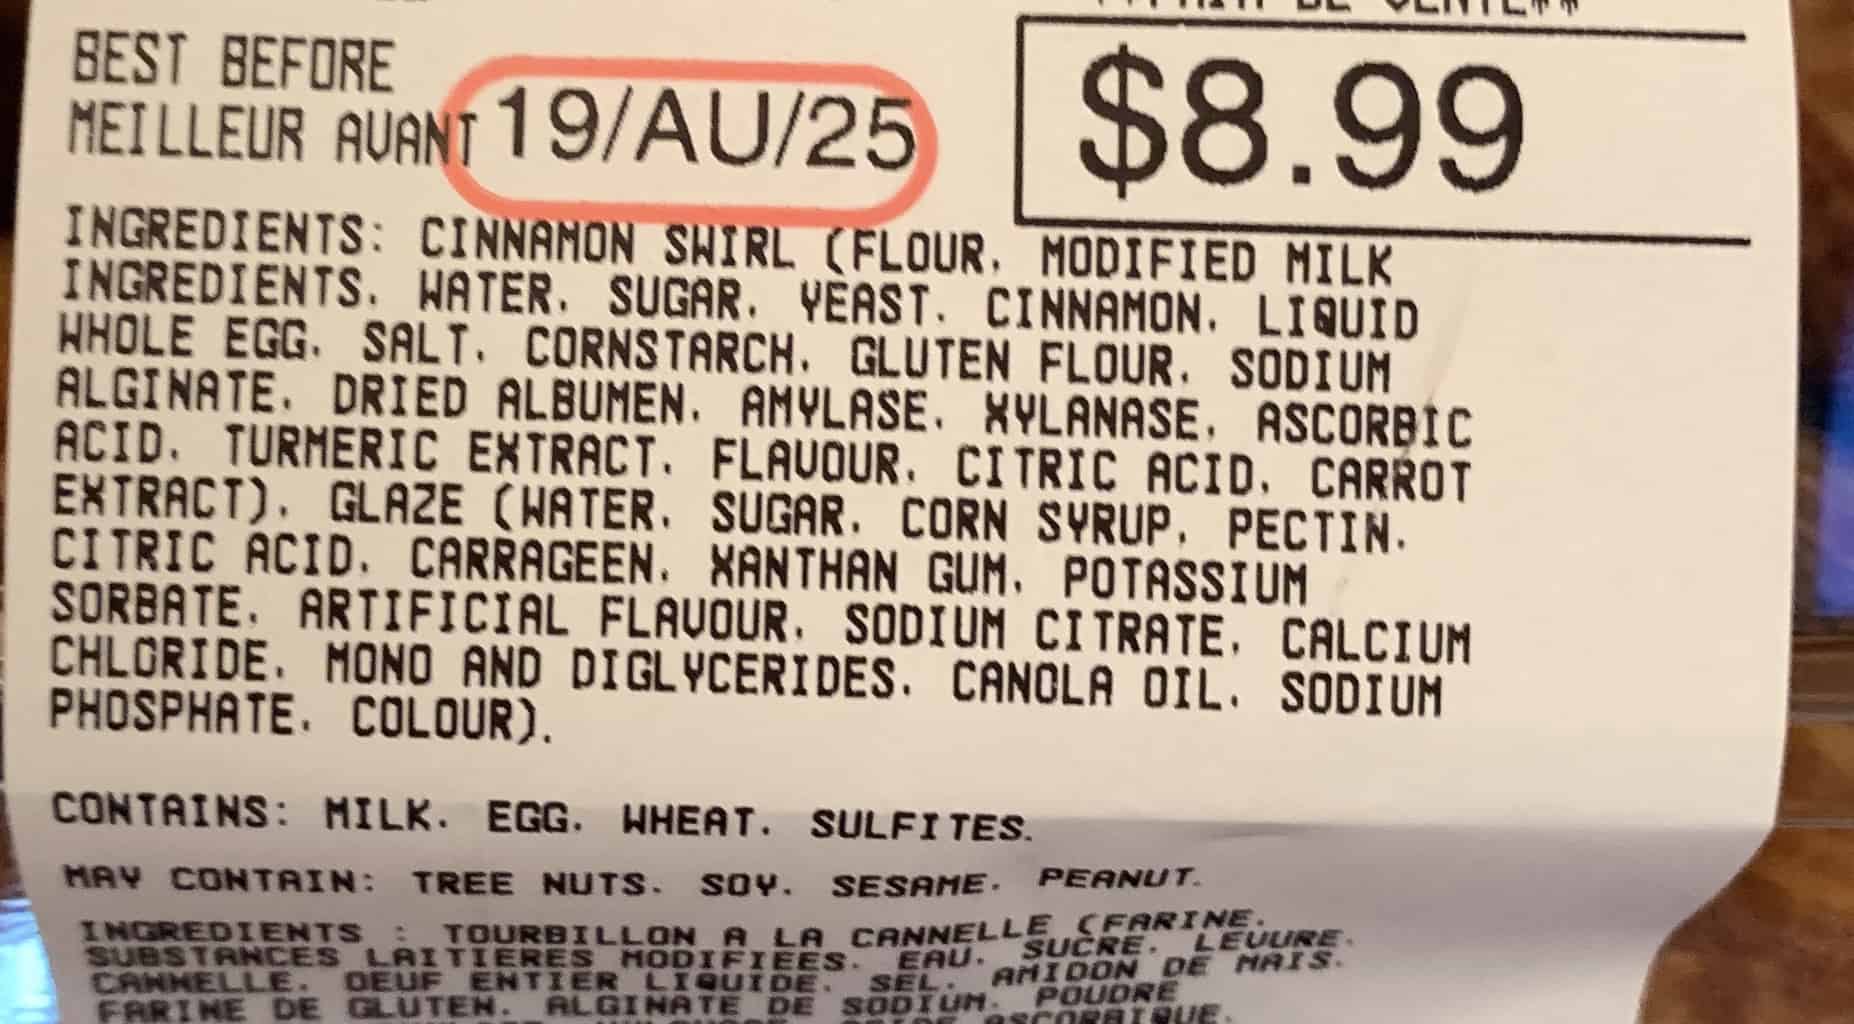 DE VENTE**
BEST BEFORE
MEILLEUR AVANT 19/AU/25
$8.99
INGREDIENTS: CINNAMON SWIRL (FLOUR, MODIFIED MILK
INGREDIENTS, WATER, SUGAR, YEAST, CINNAMON, LIQUID
WHOLE EGG, SALT, CORNSTARCH, GLUTEN FLOUR, SODIUM
ALGINATE, DRIED ALBUMEN, AMYLASE, XYLANASE, ASCORBIC
ACID, TURMERIC EXTRACT, FLAVOUR, CITRIC ACID, CARROT
EXTRACT), GLAZE (WATER, SUGAR, CORN SYRUP, PECTIN,
CITRIC ACID, CARRAGEEN, XANTHAN GUM, POTASSIUM
SORBATE, ARTIFICIAL FLAVOUR, SODIUM CITRATE, CALCIUM
CHLORIDE, MONO AND DIGLYCERIDES, CANOLA OIL, SODIUM
PHOSPHATE, COLOUR).
CONTAINS: MILK, EGG, WHEAT, SULFITES.
MAY CONTAIN: TREE NUTS, SOY, SESAME, PEANUT.
INGREDIENTS : TOURBILLON A LA CANNELLE (FARINE,
SUBSTANCES LAITIERES MODIFIEES, EAU, SUCRE, LEVURE,
CANNELLE, OEUF ENTIER LIQUIDE, SEL, AMIDON DE MAIS,
FARINE DE GLUTEN, ALGINATE DE SODIUM, POUDRE
ASCORBIQUE,